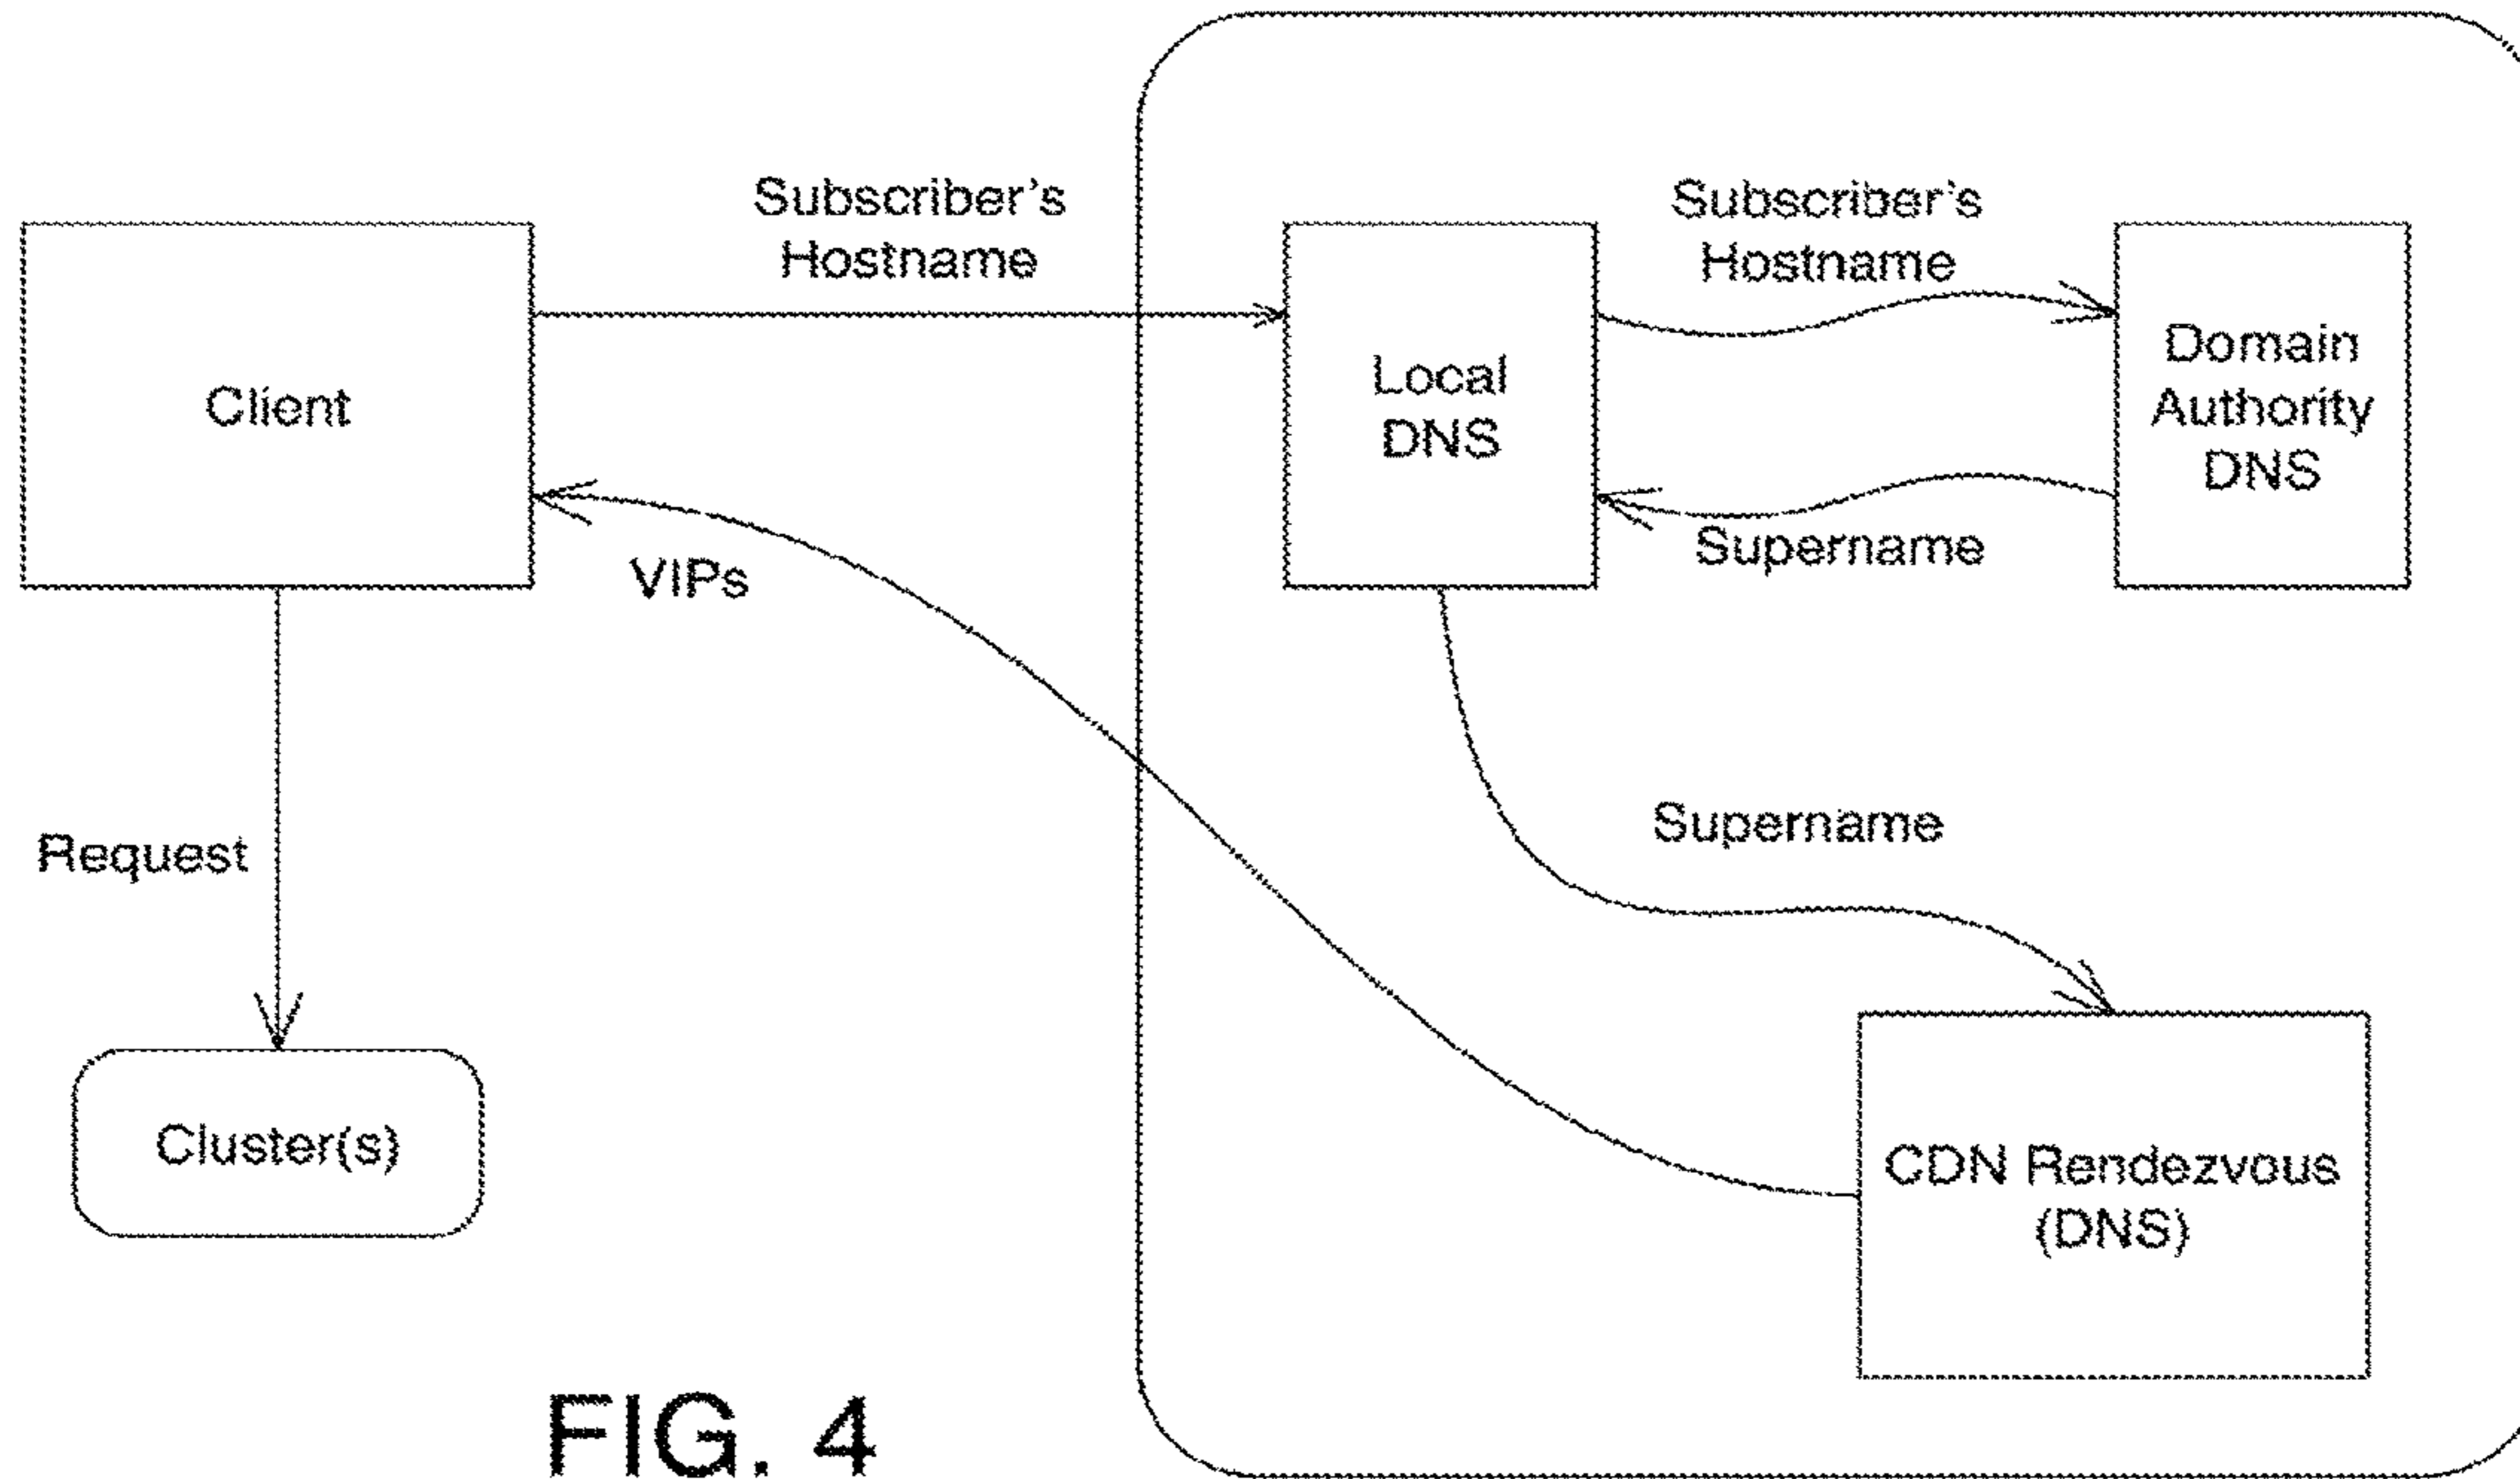 Subscriber's
Hostname
Subscriber's
Hostname
Client
Local
DNS
Domain
Authority
DNS
VIPs
Supername
Request
Supername
Cluster(s)
CDN Rendezvous
(DNS)
FIG. 4